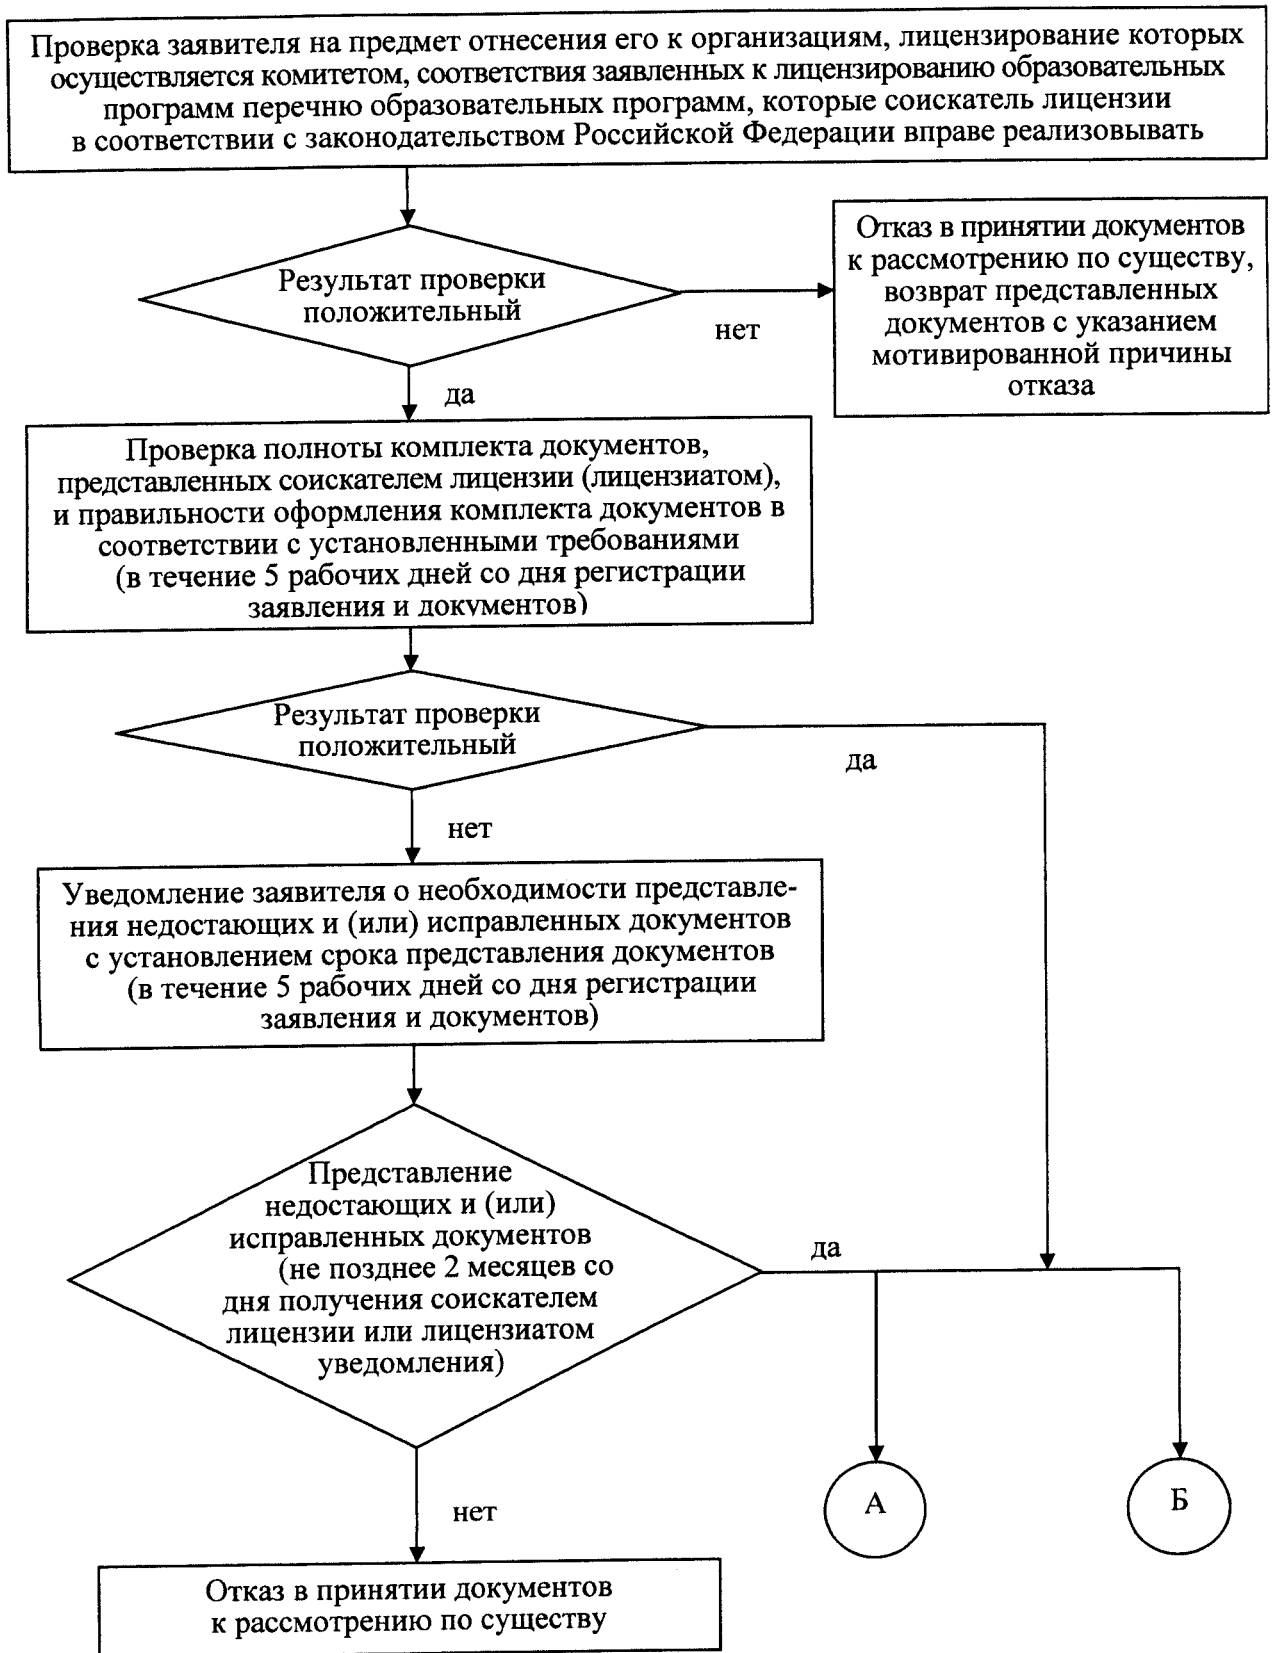 Проверка заявителя на предмет отнесения его к организациям, лицензирование которых
осуществляется комитетом, соответствия заявленных к лицензированию образовательных
программ перечню образовательных программ, которые соискатель лицензии
в соответствии с законодательством Российской Федерации вправе реализовывать
Результат проверки
положительный
нет
Отказ в принятии документов
к рассмотрению по существу,
возврат представленных
документов с указанием
мотивированной причины
отказа
да
Проверка полноты комплекта документов,
представленных соискателем лицензии (лицензиатом),
и правильности оформления комплекта документов в
соответствии с установленными требованиями
(в течение 5 рабочих дней со дня регистрации
заявления и документов)
Результат проверки
положительный
да
нет
Уведомление заявителя о необходимости представле-
ния недостающих и (или) исправленных документов
с установлением срока представления документов
(в течение 5 рабочих дней со дня регистрации
заявления и документов)
Представление
недостающих и (или)
исправленных документов
(не позднее 2 месяцев со
дня получения соискателем
лицензии или лицензиатом
уведомления)
да
А
Б
нет
Отказ в принятии документов
к рассмотрению по существу